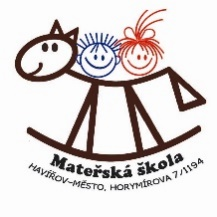 Mateřská škola
HAVÍŘOV-MĚSTO, HORYMÍROVA 7/1194